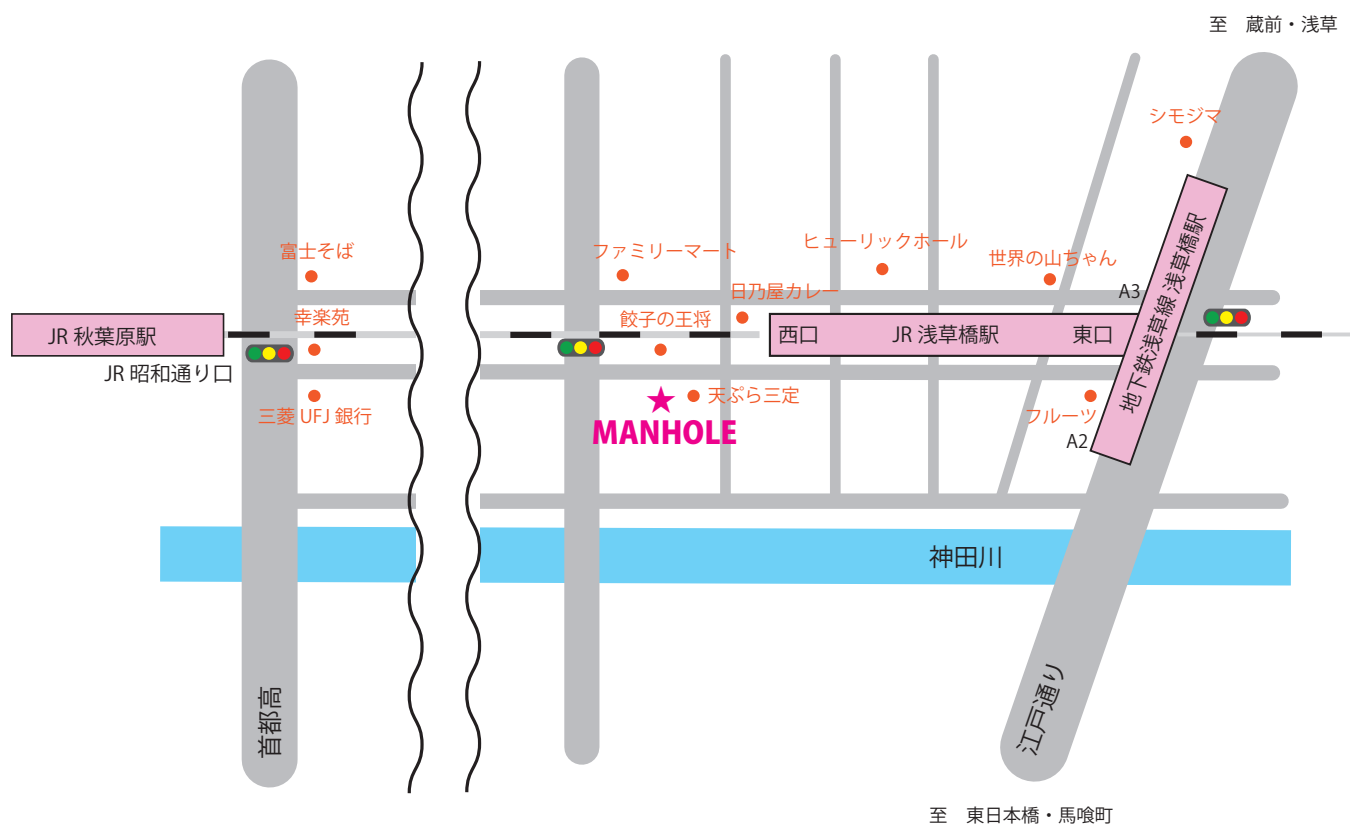 至 蔵前・浅草
シモジマ
富士そば
ファミリーマート
ヒューリックホール
世界の山ちゃん
日乃屋カレー
A3
地下鉄浅草線 浅草橋駅
JR 秋葉原駅
幸楽苑
餃子の王将
西口
JR 浅草橋駅
東口
JR 昭和通り口
三菱 UFJ 銀行
天ぷら三定
フルーツ
MANHOLE
A2
神田川
首都高
江戸通り
至 東日本橋・馬喰町